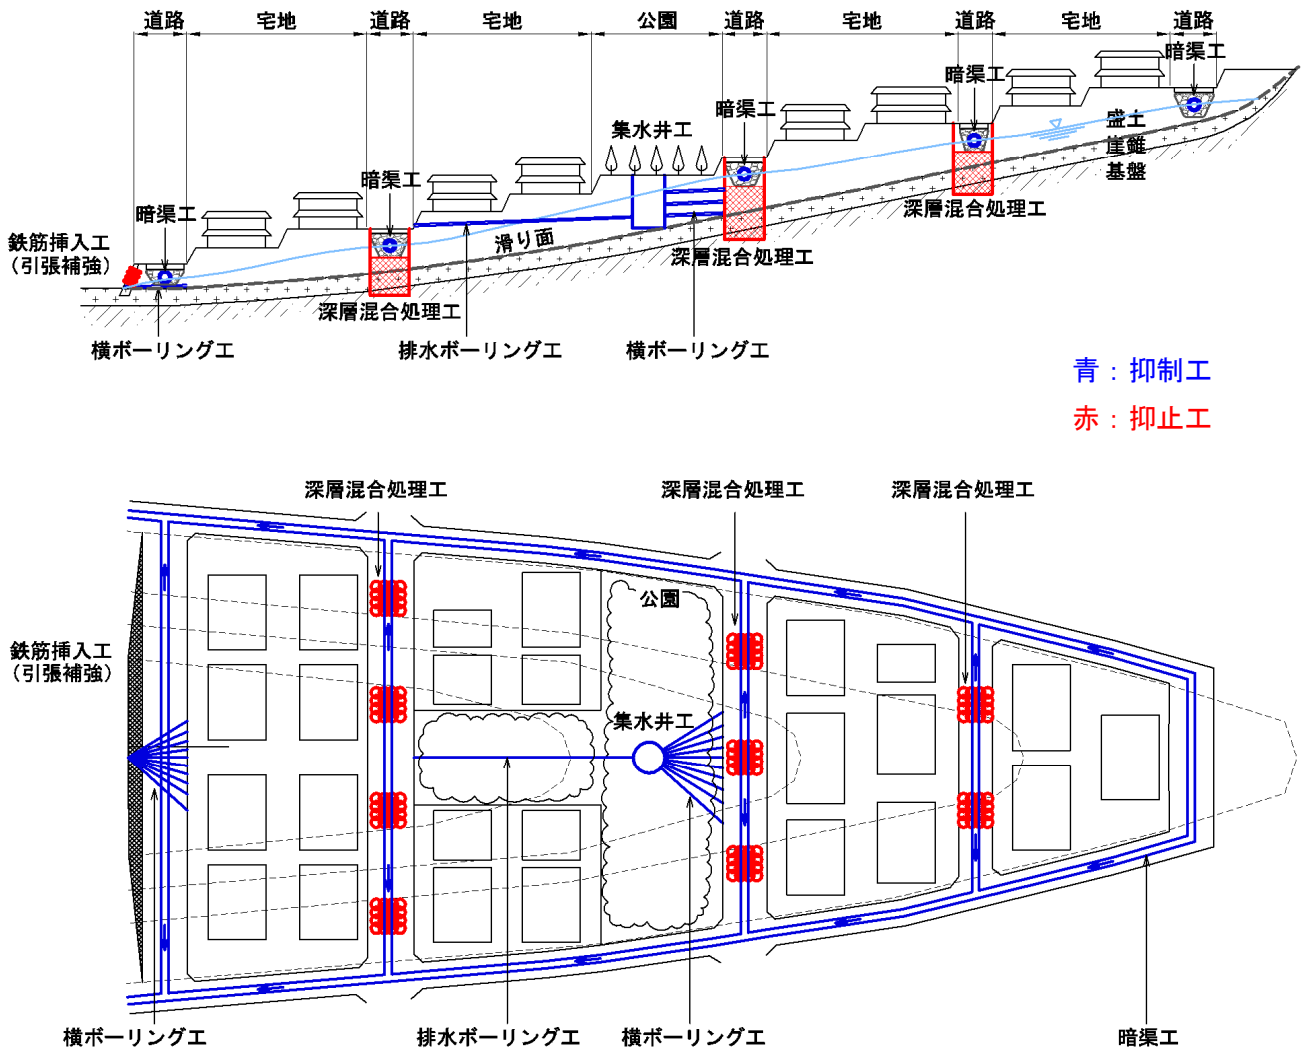 道路
宅地
道路
宅地
公園
道路
宅地
道路
宅地
道路
暗渠工
暗渠工
暗渠工
集水井工
暗渠工
暗渠工
盛土
崖錐
基盤
鉄筋挿入工
（引張補強）
滑り面
深層混合処理工
深層混合処理工
深層混合処理工
横ボーリング工
排水ボーリング工
横ボーリング工
青：抑制工
赤：抑止工
深層混合処理工
深層混合処理工
深層混合処理工
公園
鉄筋挿入工
（引張補強）
集水井工
横ボーリング工
排水ボーリング工
横ボーリング工
暗渠工